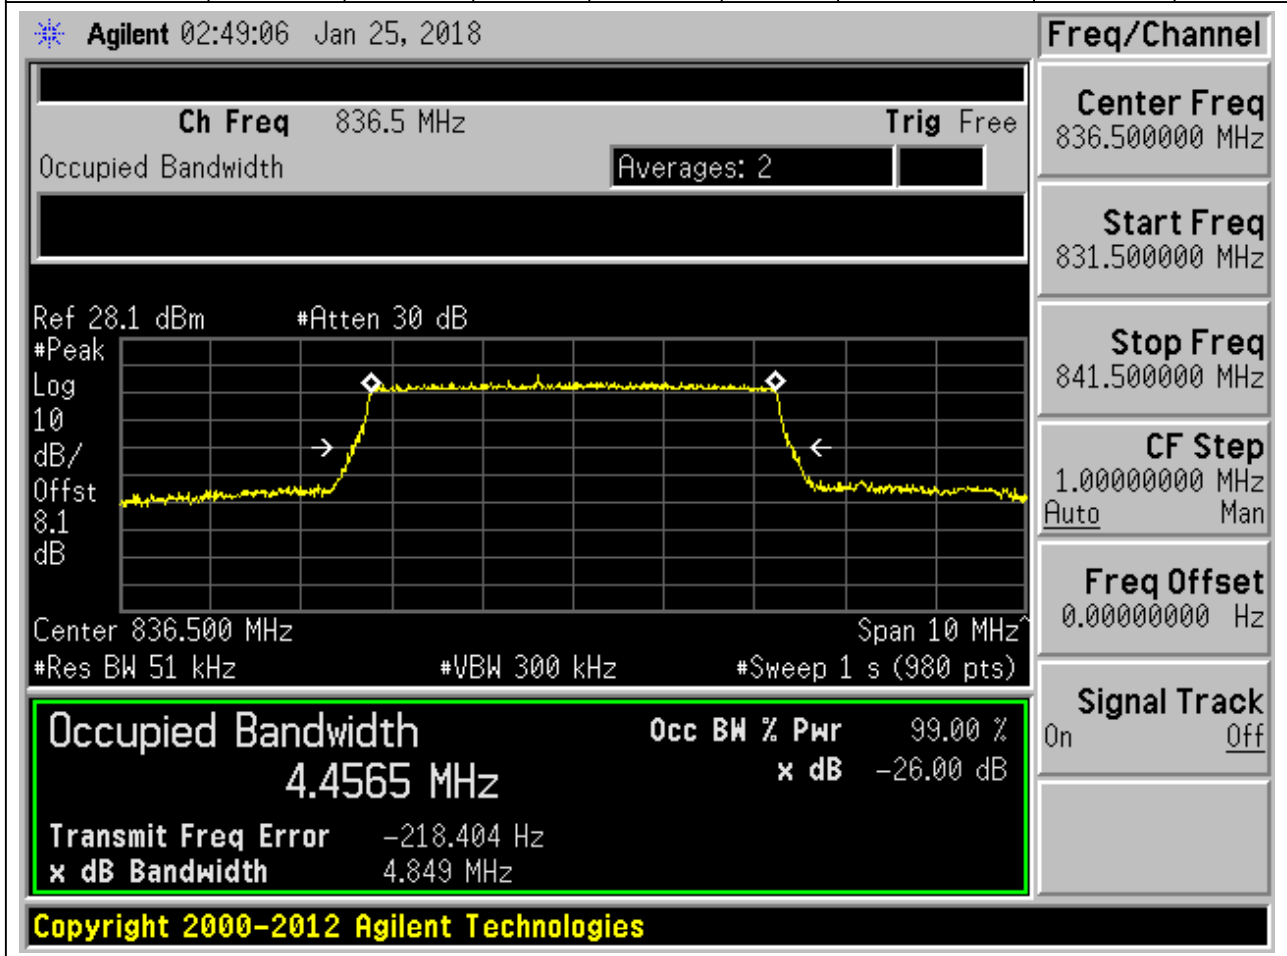 Agilent 02:49:06 Jan 25, 2018
Freq/Channel
Ch Freq 836.5 MHz Trig Free
Occupied Bandwidth Averages: 2
Center Freq
836.500000 MHz
Start Freq
831.500000 MHz
Stop Freq
841.500000 MHz
CF Step
1.00000000 MHz
Auto Man
Freq Offset
0.00000000 Hz
Signal Track
On Off
Ref 28.1 dBm #Atten 30 dB
#Peak
Log
10
dB/
Offst
8.1
dB
Center 836.500 MHz Span 10 MHz^
#Res BW 51 kHz #VBW 300 kHz #Sweep 1 s (980 pts)
Occupied Bandwidth Occ BW % Pwr 99.00 %
4.4565 MHz x dB -26.00 dB
Transmit Freq Error -218.404 Hz
x dB Bandwidth 4.849 MHz
Copyright 2000-2012 Agilent Technologies